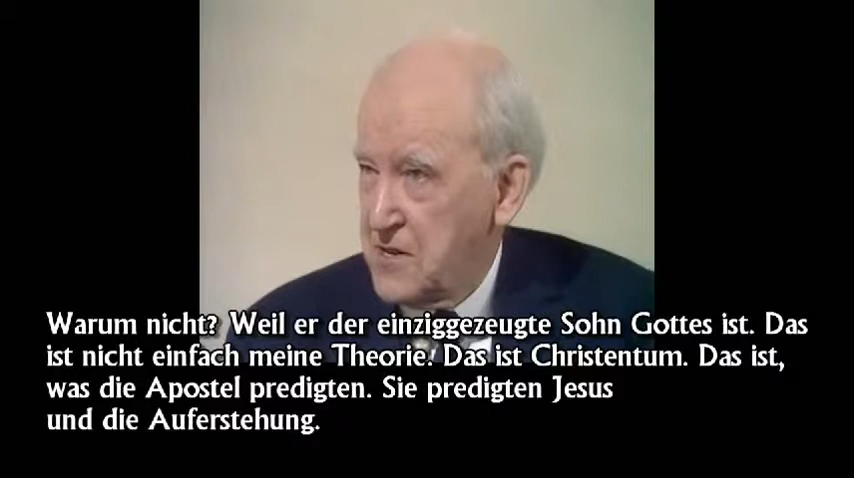 Warum nicht? Weil er der einziggezeugte Sohn Gottes ist. Das
ist nicht einfach meine Theorie. Das ist Christentum. Das ist,
was die Apostel predigten. Sie predigten Jesus
und die Auferstehung.